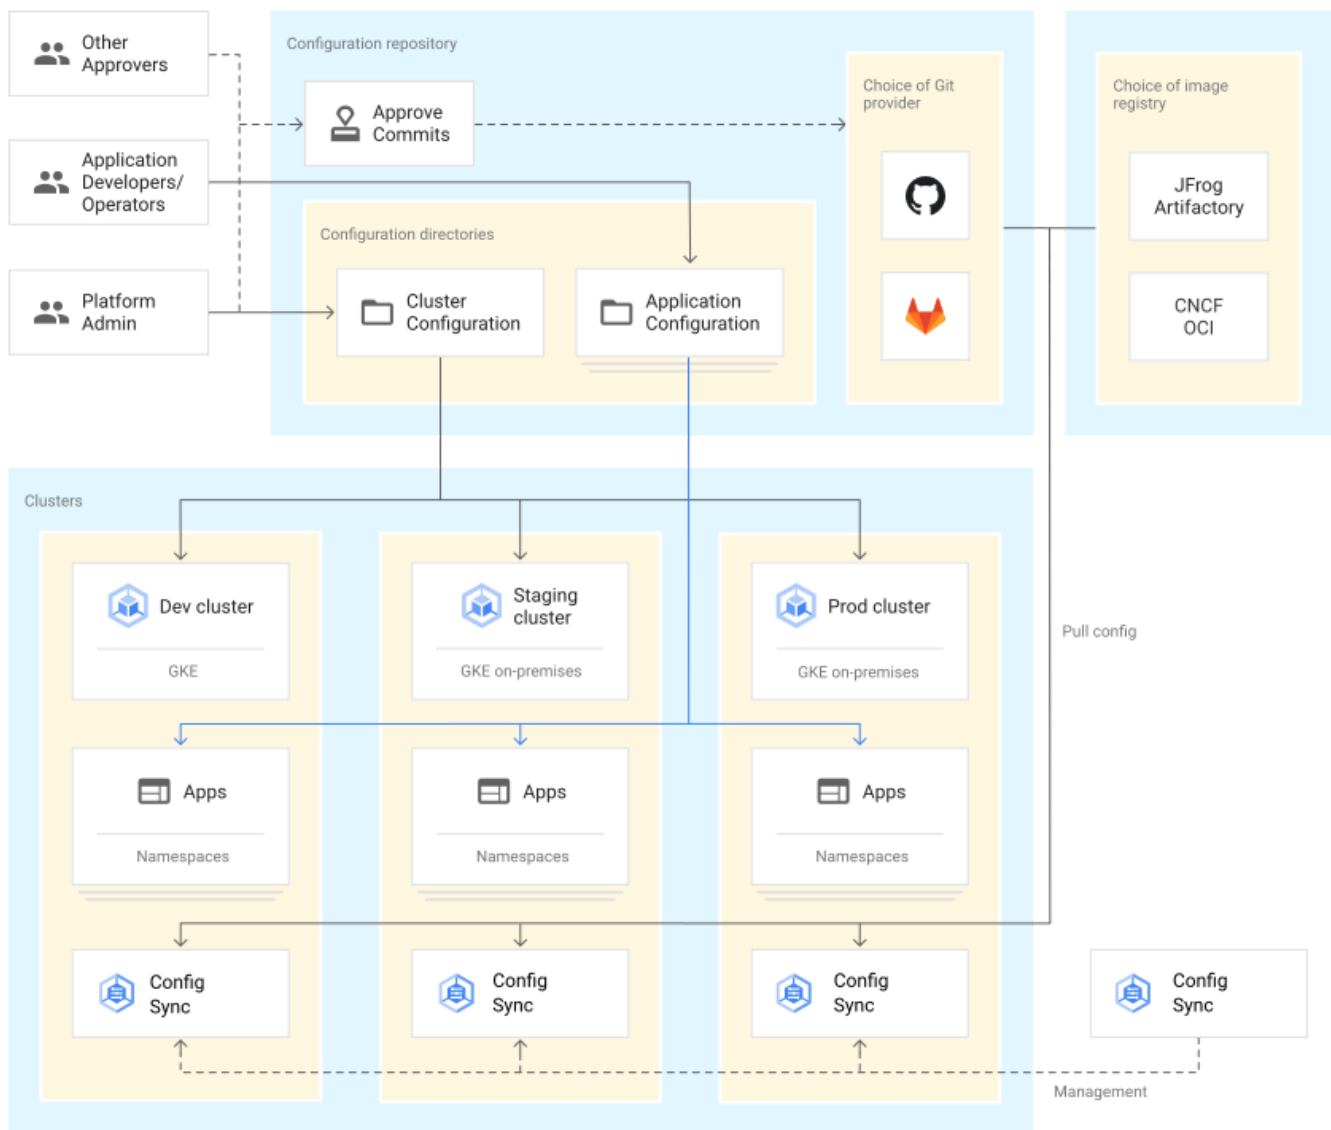 Other
Approvers
Application
Developers/
Operators
Platform
Admin
Configuration repository
Approve
Commits
Configuration directories
Cluster
Configuration
Application
Configuration
Choice of Git
provider
Choice of image
registry
JFrog
Artifactory
CNCF
OCI
Clusters
Dev cluster
GKE
Staging
cluster
GKE on-premises
Prod cluster
GKE on-premises
Pull config
Apps
Namespaces
Apps
Namespaces
Apps
Namespaces
Config
Sync
Config
Sync
Config
Sync
Config
Sync
Management